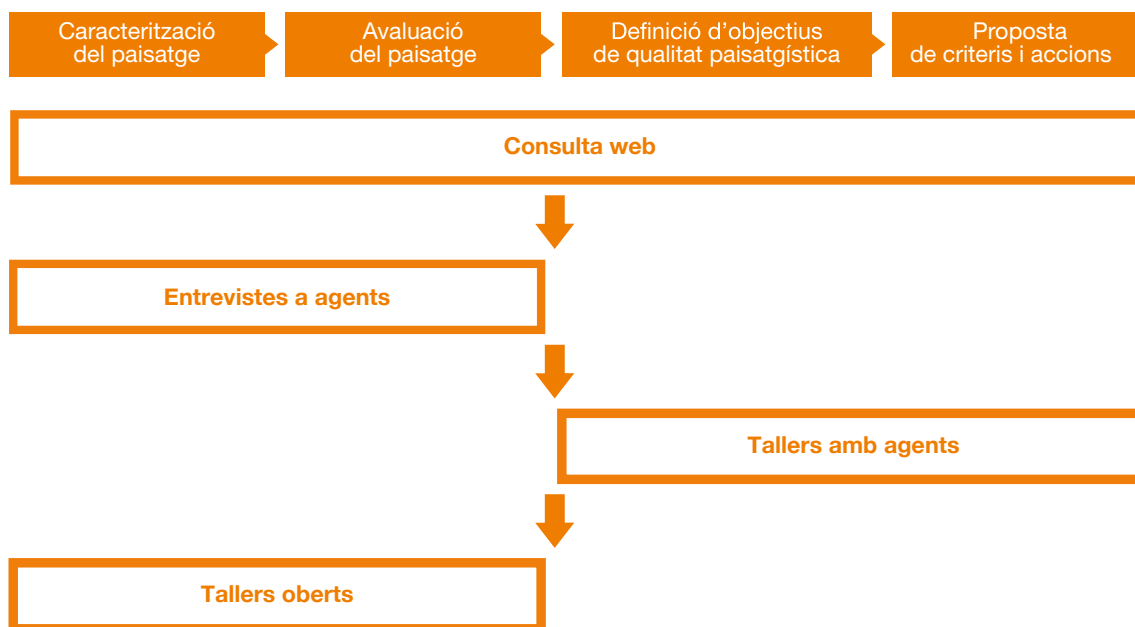 Caracterització
del paisatge
Avaluació
del paisatge
Definició d'objectius
de qualitat paisatgística
Proposta
de criteris i accions
Consulta web
Entrevistes a agents
Tallers amb agents
Tallers oberts